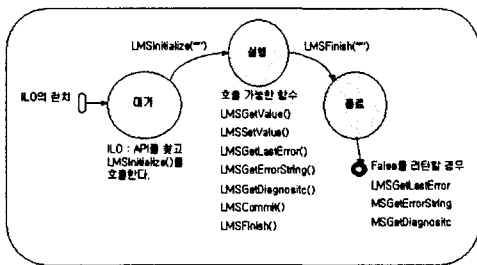 LMSInitialize("")
실행
LMSFinish("")
ILO의 런치
대기
종료
ILO : API를 찾고
LMSInitialize()를
호출한다.
호출 가능한 함수
LMSGetValue()
LMSSetValue()
LMSGetLastError()
LMSGetErrorString()
LMSGetDiagnositc()
LMSCommit()
LMSFinish()
False를 리턴할 경우
LMSGetLastError
MSGetErrorString
MSGetDiagnositc